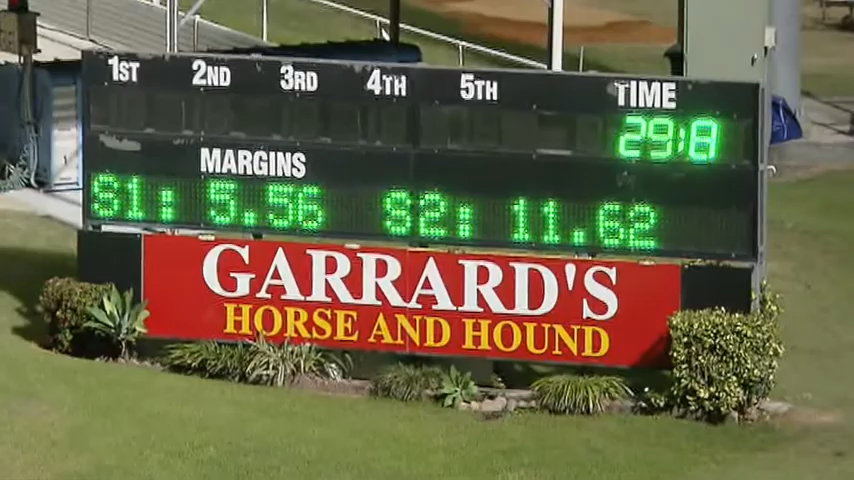 1ST 2ND 3RD 4TH 5TH TIME
29:8
MARGINS
S1: 5.56 S2: 11.62
GARRARD'S
HORSE AND HOUND